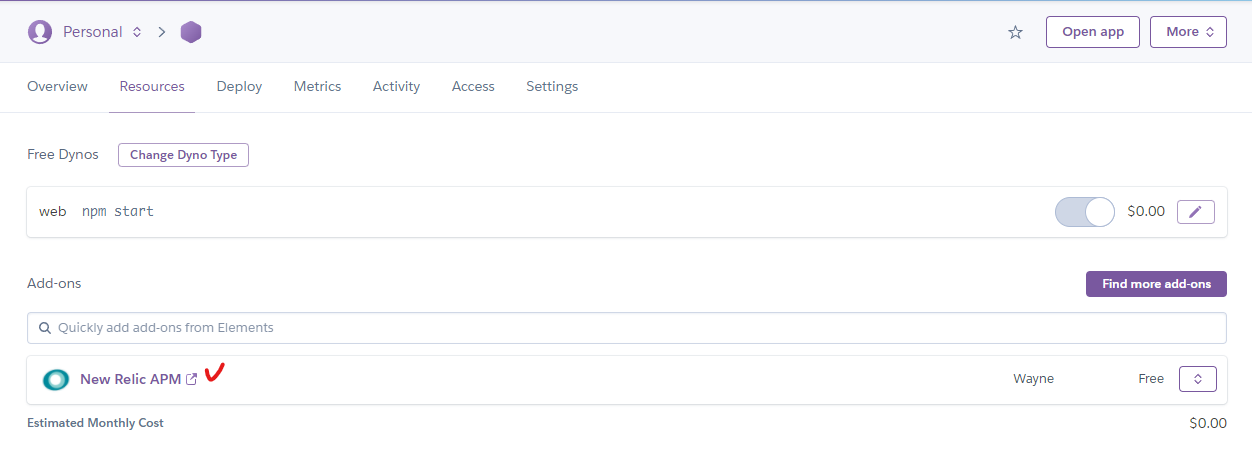 Personal
Open app
More
Overview Resources Deploy Metrics Activity Access Settings
Free Dynos Change Dyno Type
web npm start $0.00
Add-ons Find more add-ons
Quickly add add-ons from Elements
New Relic APM Wayne Free
Estimated Monthly Cost $0.00